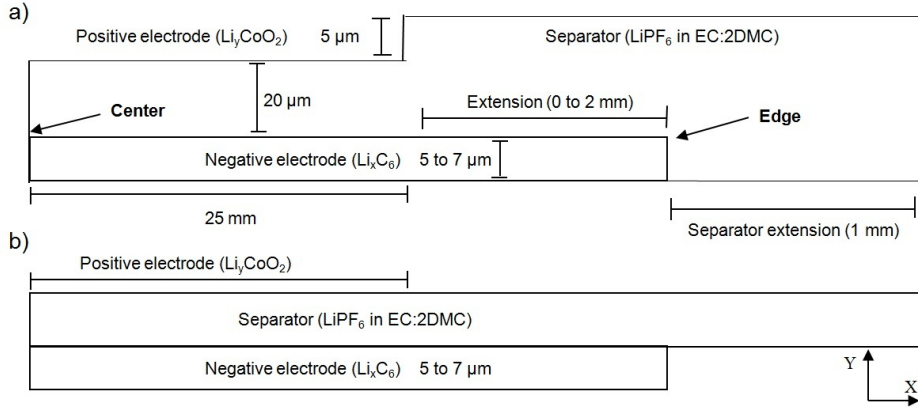 a)
Positive electrode (LiyCoO2) 5 µm
Separator (LiPF6 in EC:2DMC)
20 µm
Center
Extension (0 to 2 mm)
Edge
Negative electrode (LixC6) 5 to 7 µm
25 mm
Separator extension (1 mm)
b)
Positive electrode (LiyCoO2)
Separator (LiPF6 in EC:2DMC)
Negative electrode (LixC6) 5 to 7 µm
Y
X